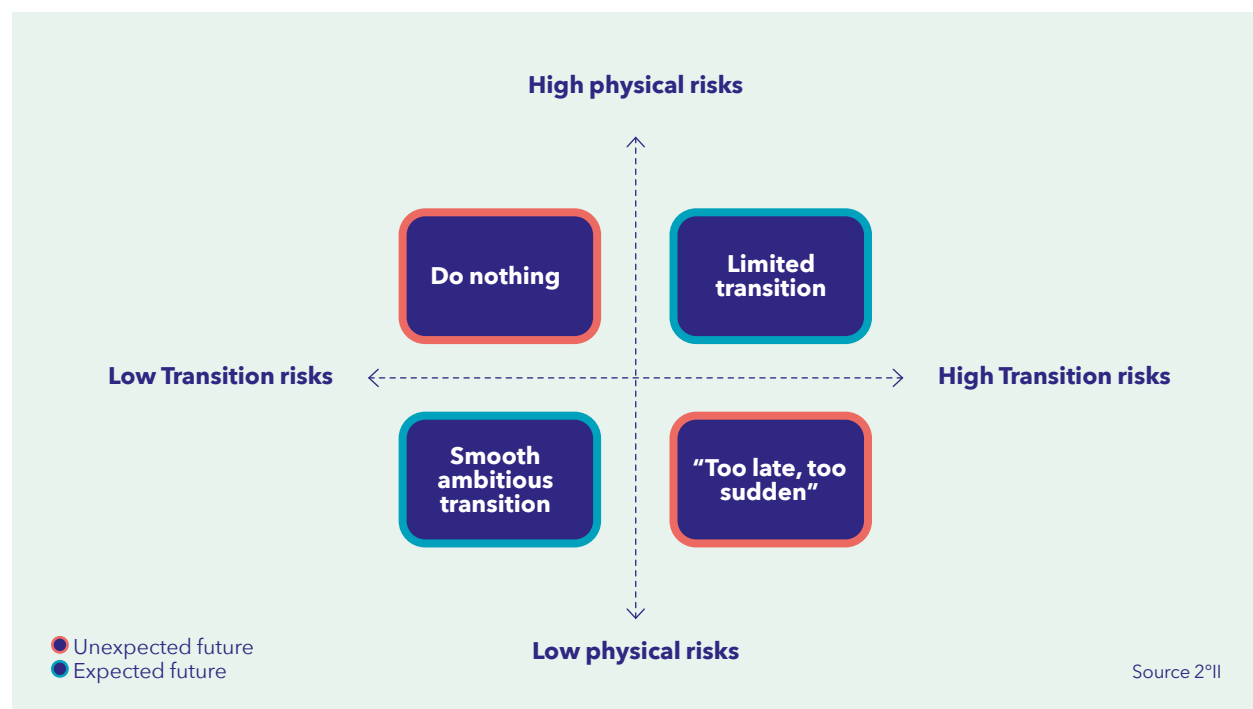 High physical risks
Do nothing
Limited
transition
Low Transition risks
High Transition risks
Smooth
ambitious
transition
“Too late, too
sudden”
Low physical risks
Unexpected future
Expected future
Source 2°II